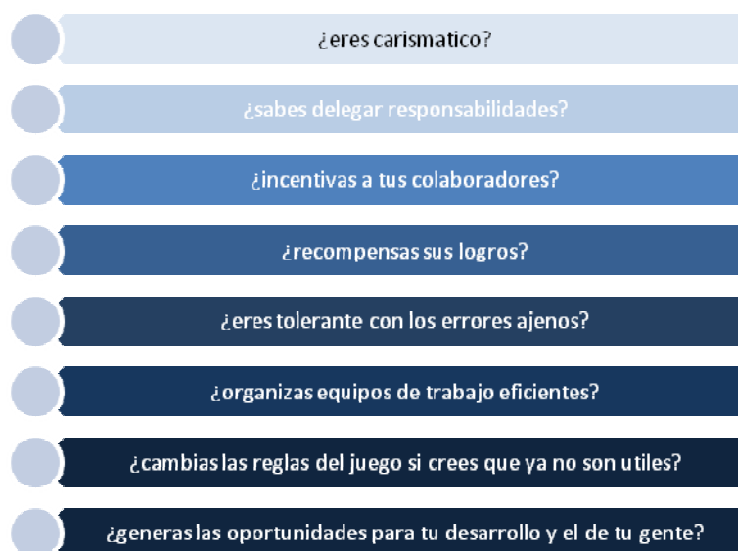 ¿eres carismatico?
¿sabes delegar responsabilidades?
¿incentivas a tus colaboradores?
¿recompensas sus logros?
¿eres tolerante con los errores ajenos?
¿organizas equipos de trabajo eficientes?
¿cambias las reglas del juego si crees que ya no son utiles?
¿generas las oportunidades para tu desarrollo y el de tu gente?